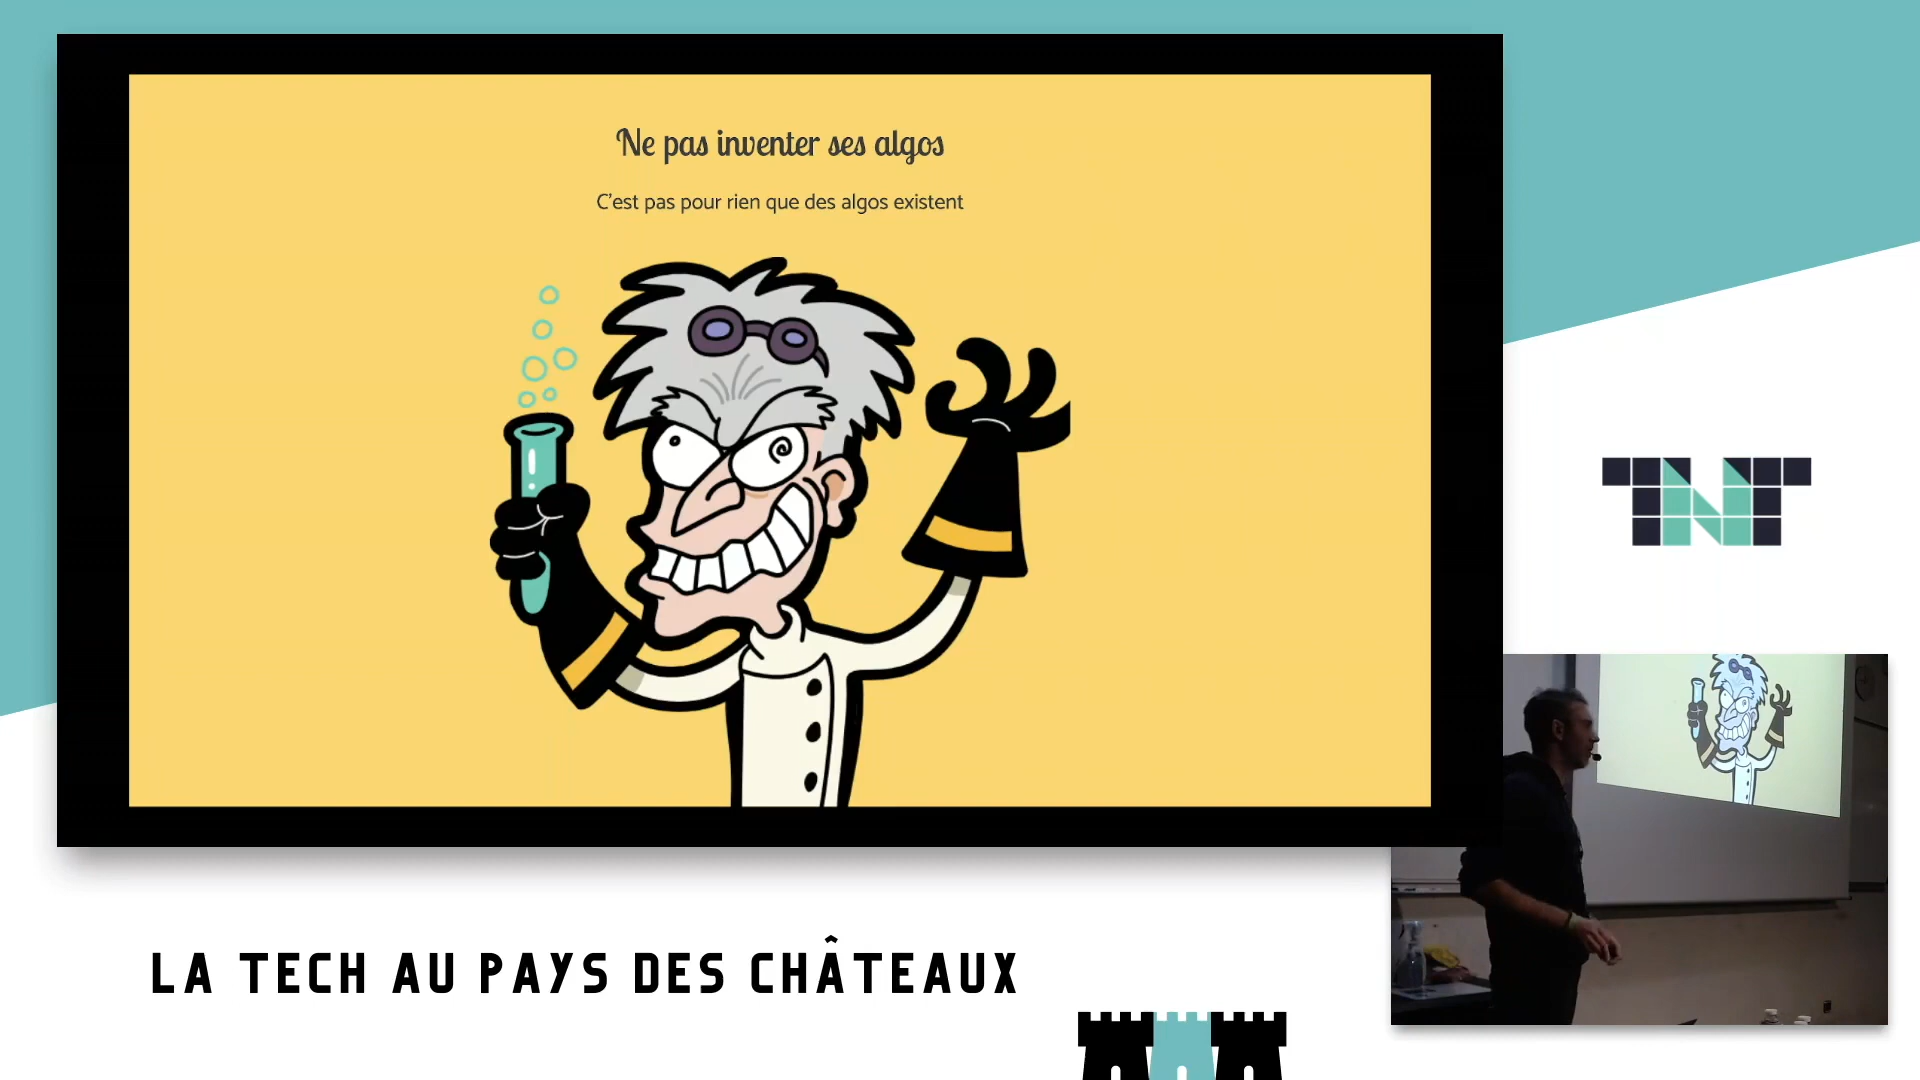 Ne pas inventer ses algos
C'est pas pour rien que des algos existent
TNT
LA TECH AU PAYS DES CHÂTEAUX